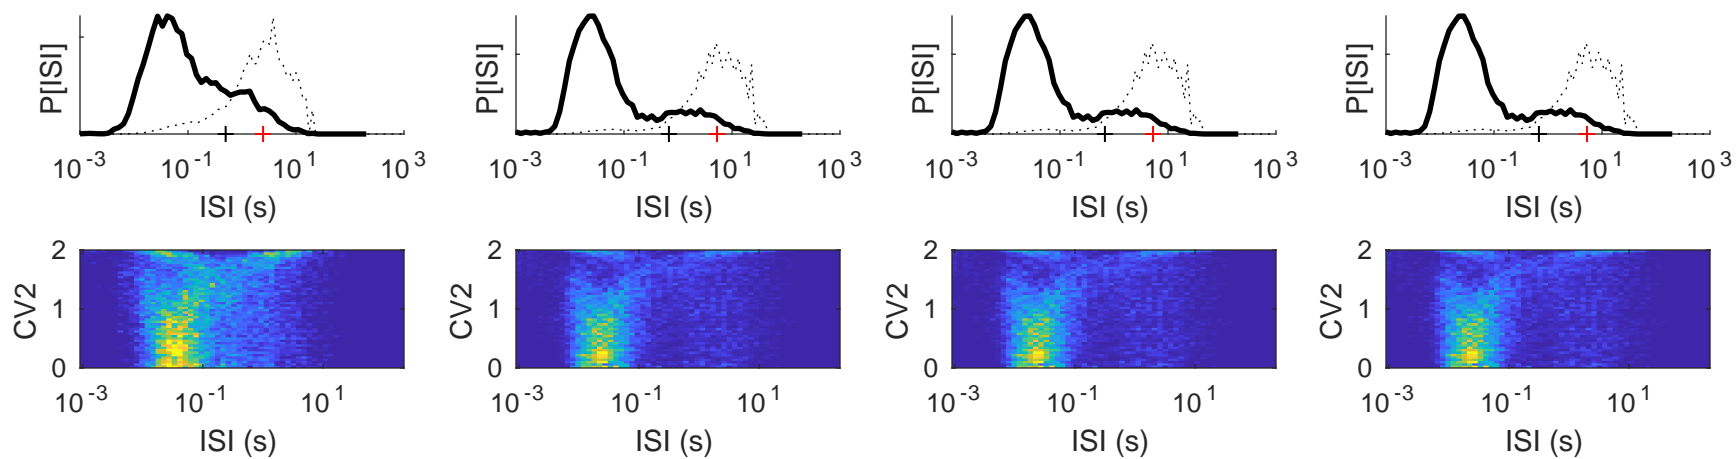 P[ISI] P[ISI] P[ISI] P[ISI]
10^-3 10^-1 10^1 10^3 10^-3 10^-1 10^1 10^3 10^-3 10^-1 10^1 10^3 10^-3 10^-1 10^1 10^3
ISI (s) ISI (s) ISI (s) ISI (s)
CV2 CV2 CV2 CV2
2 2 2 2
1 1 1 1
0 0 0 0
10^-3 10^-1 10^1 10^-3 10^-1 10^1 10^-3 10^-1 10^1 10^-3 10^-1 10^1
ISI (s) ISI (s) ISI (s) ISI (s)